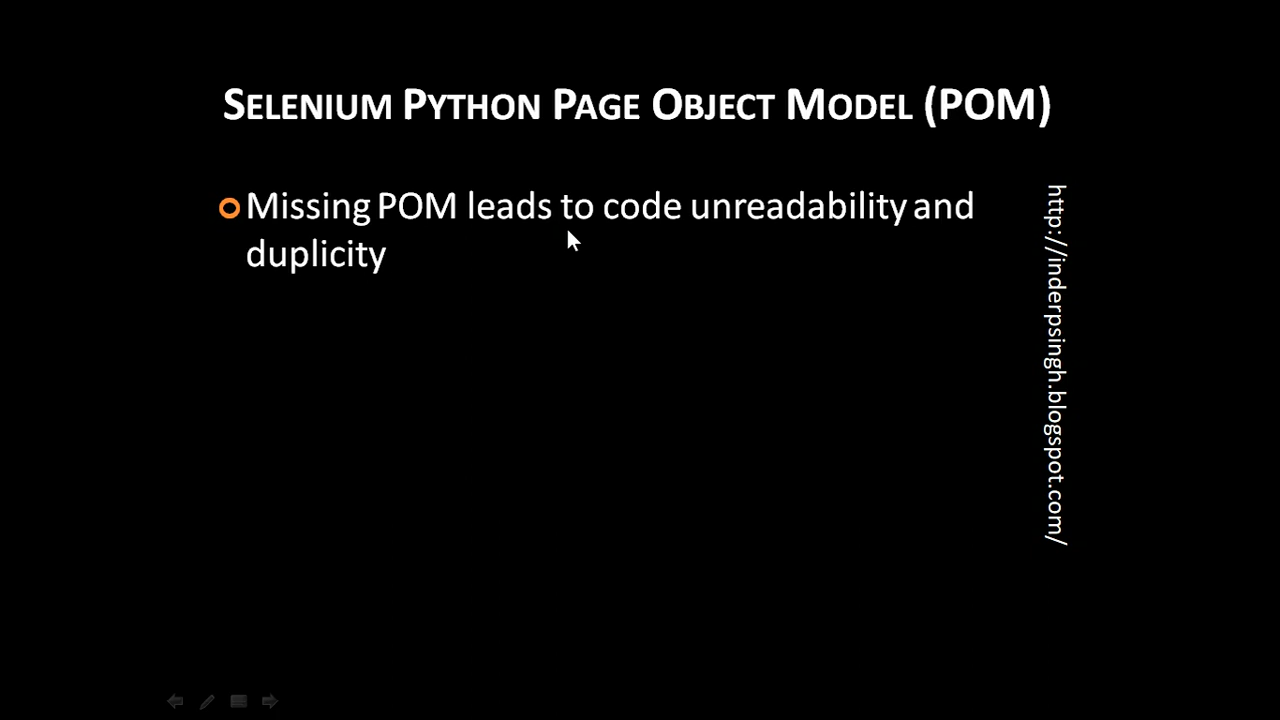 SELENIUM PYTHON PAGE OBJECT MODEL (POM)
Missing POM leads to code unreadability and
duplicity
http://inderpsingh.blogspot.com/